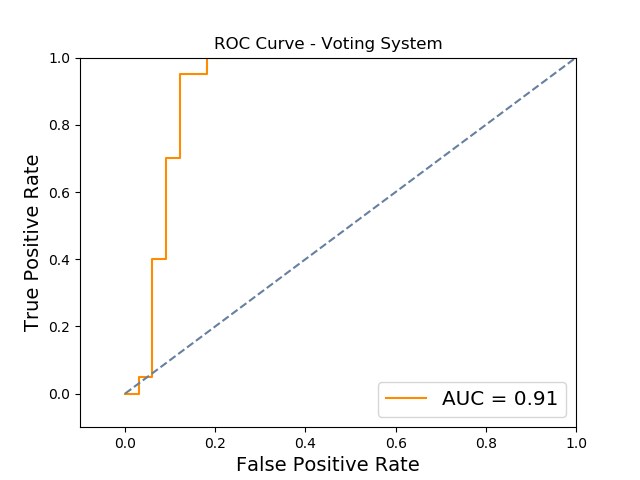 ROC Curve - Voting System
1.0
0.8
0.6
0.4
0.2
0.0
True Positive Rate
AUC = 0.91
0.0 0.2 0.4 0.6 0.8 1.0
False Positive Rate